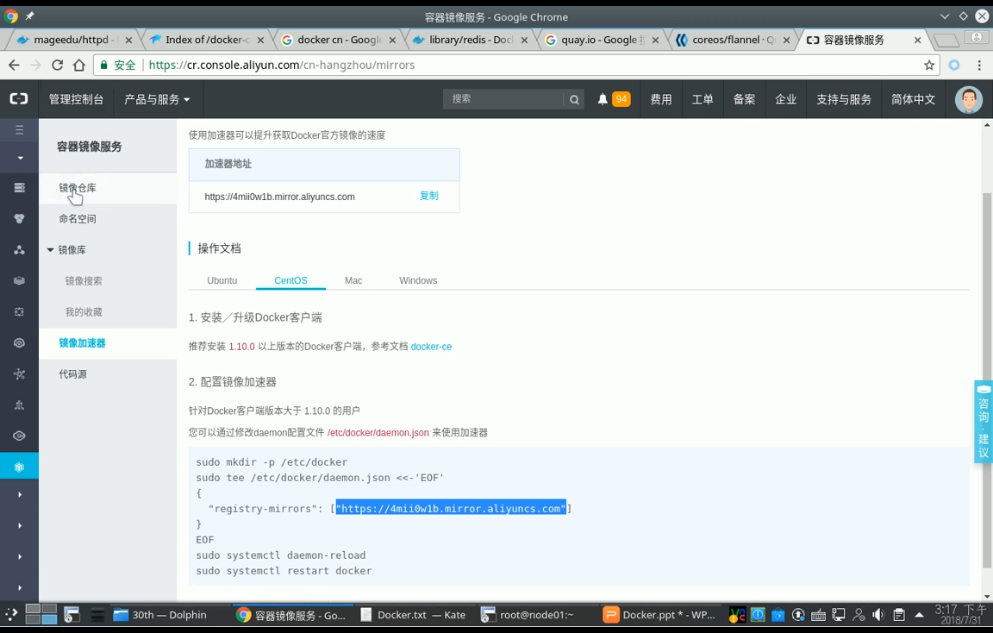 容器镜像服务 - Google Chrome
mageedu/httpd -
Index of /docker-c
docker cn - Google
library/redis - Doc
quay.io - Google 搜
coreos/flannel · Q
容器镜像服务
安全 https://cr.console.aliyun.com/cn-hangzhou/mirrors
管理控制台 产品与服务 搜索 94 费用 工单 备案 企业 支持与服务 简体中文
容器镜像服务
镜像仓库
命名空间
镜像库
镜像搜索
我的收藏
镜像加速器
代码源
使用加速器可以提升获取Docker官方镜像的速度
加速器地址
https://4mii0w1b.mirror.aliyuncs.com 复制
操作文档
Ubuntu CentOS Mac Windows
1. 安装／升级Docker客户端
推荐安装 1.10.0 以上版本的Docker客户端，参考文档 docker-ce
2. 配置镜像加速器
针对Docker客户端版本大于 1.10.0 的用户
您可以通过修改daemon配置文件 /etc/docker/daemon.json 来使用加速器
sudo mkdir -p /etc/docker
sudo tee /etc/docker/daemon.json <<-'EOF'
{
"registry-mirrors": ["https://4mii0w1b.mirror.aliyuncs.com"]
}
EOF
sudo systemctl daemon-reload
sudo systemctl restart docker
咨询·建议
30th — Dolphin
容器镜像服务 - Go...
Docker.txt — Kate
root@node01:~
Docker.ppt * - WP...
3:17 下午
2018/7/31